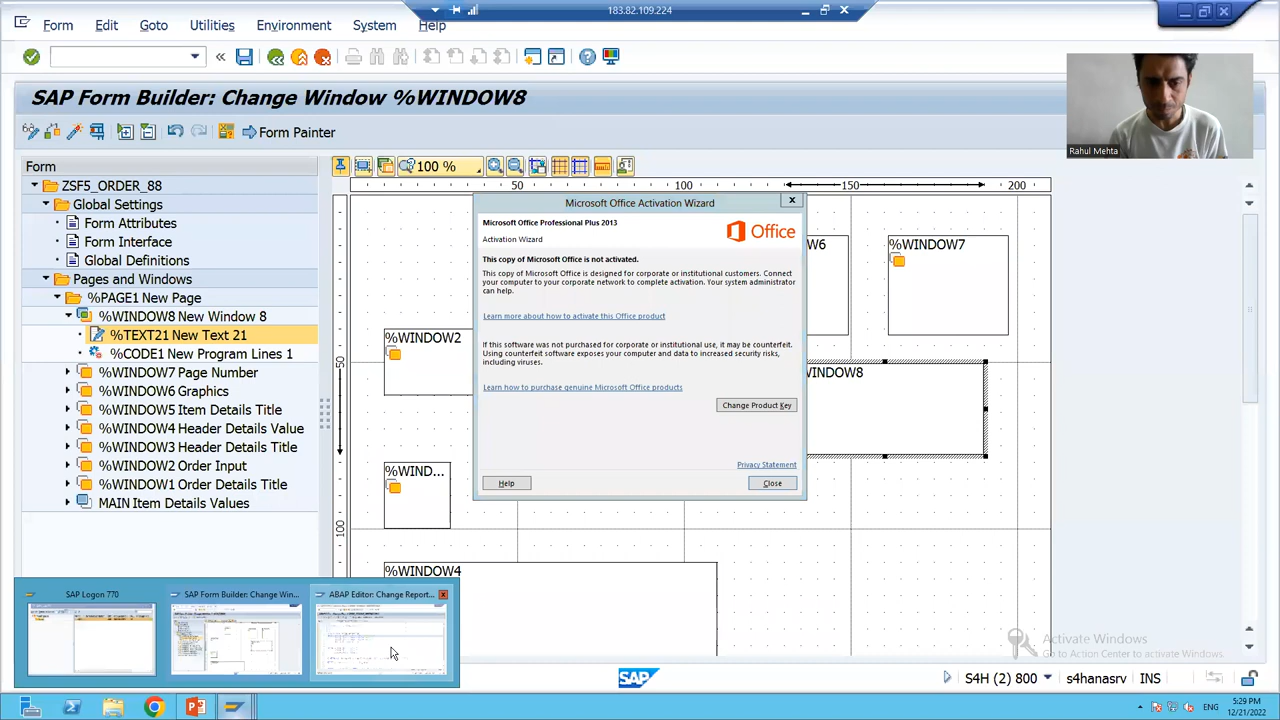 183.82.109.224
Form Edit Goto Utilities Environment System Help
SAP Form Builder: Change Window %WINDOW8
Form Painter
Rahul Mehta
Form
100 %
50 100 150 200
ZSF5_ORDER_88
Global Settings
Form Attributes
Form Interface
Global Definitions
Pages and Windows
%PAGE1 New Page
%WINDOW8 New Window 8
%TEXT21 New Text 21
%CODE1 New Program Lines 1
%WINDOW7 Page Number
%WINDOW6 Graphics
%WINDOW5 Item Details Title
%WINDOW4 Header Details Value
%WINDOW3 Header Details Title
%WINDOW2 Order Input
%WINDOW1 Order Details Title
MAIN Item Details Values
50
100
%WINDOW2
%WIND...
%WINDOW4
W6
%WINDOW7
WINDOW8
Microsoft Office Activation Wizard
Microsoft Office Professional Plus 2013
Activation Wizard
Office
This copy of Microsoft Office is not activated.
This copy of Microsoft Office is designed for corporate or institutional customers. Connect
your computer to your corporate network to complete activation. Your system administrator
can help.
Learn more about how to activate this Office product
If this software was not purchased for corporate or institutional use, it may be counterfeit.
Using counterfeit software exposes your computer and data to increased security risks,
including viruses.
Learn how to purchase genuine Microsoft Office products
Change Product Key
Privacy Statement
Help
Close
SAP Logon 770
SAP Form Builder: Change Win...
ABAP Editor: Change Report...
Activate Windows
Go to Action Center to activate Windows.
SAP
S4H (2) 800
s4hanasrv
INS
ENG
5:29 PM
12/21/2022